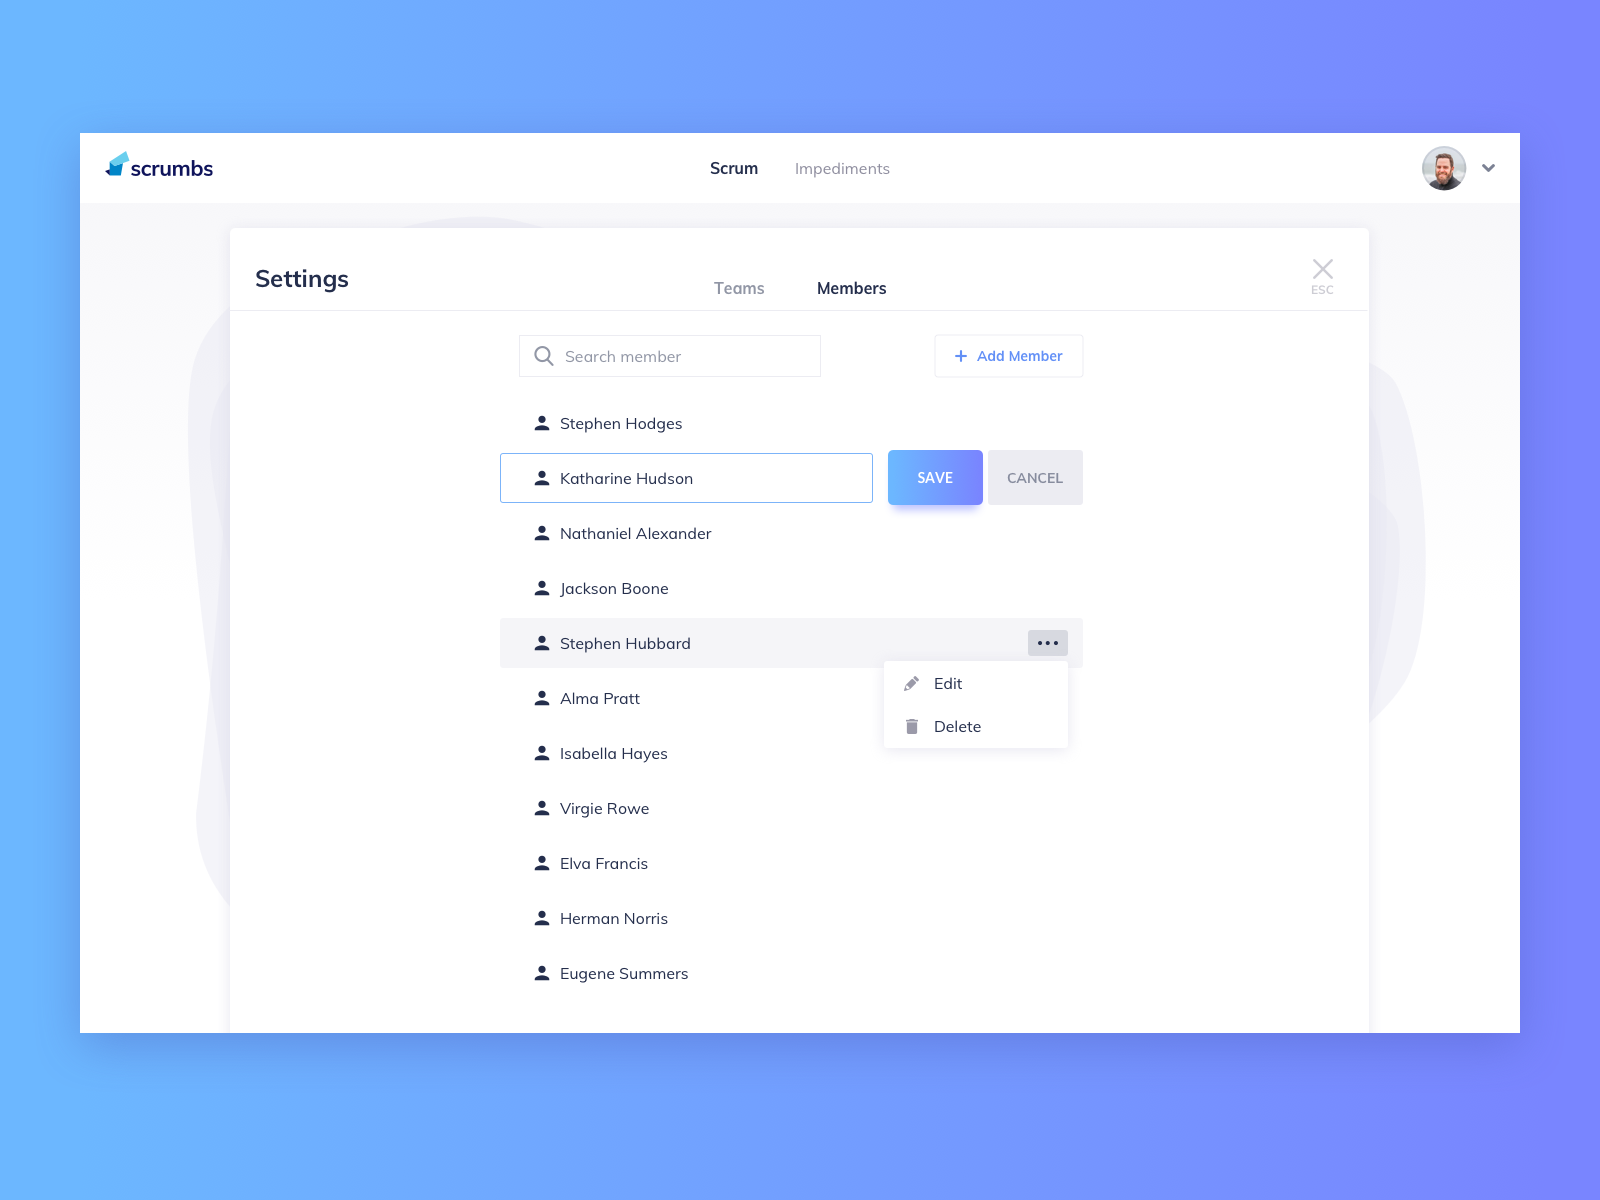 scrumbs
Scrum Impediments
Settings
Teams Members
ESC
Search member
+ Add Member
Stephen Hodges
Katharine Hudson
SAVE CANCEL
Nathaniel Alexander
Jackson Boone
Stephen Hubbard
Edit
Alma Pratt
Delete
Isabella Hayes
Virgie Rowe
Elva Francis
Herman Norris
Eugene Summers